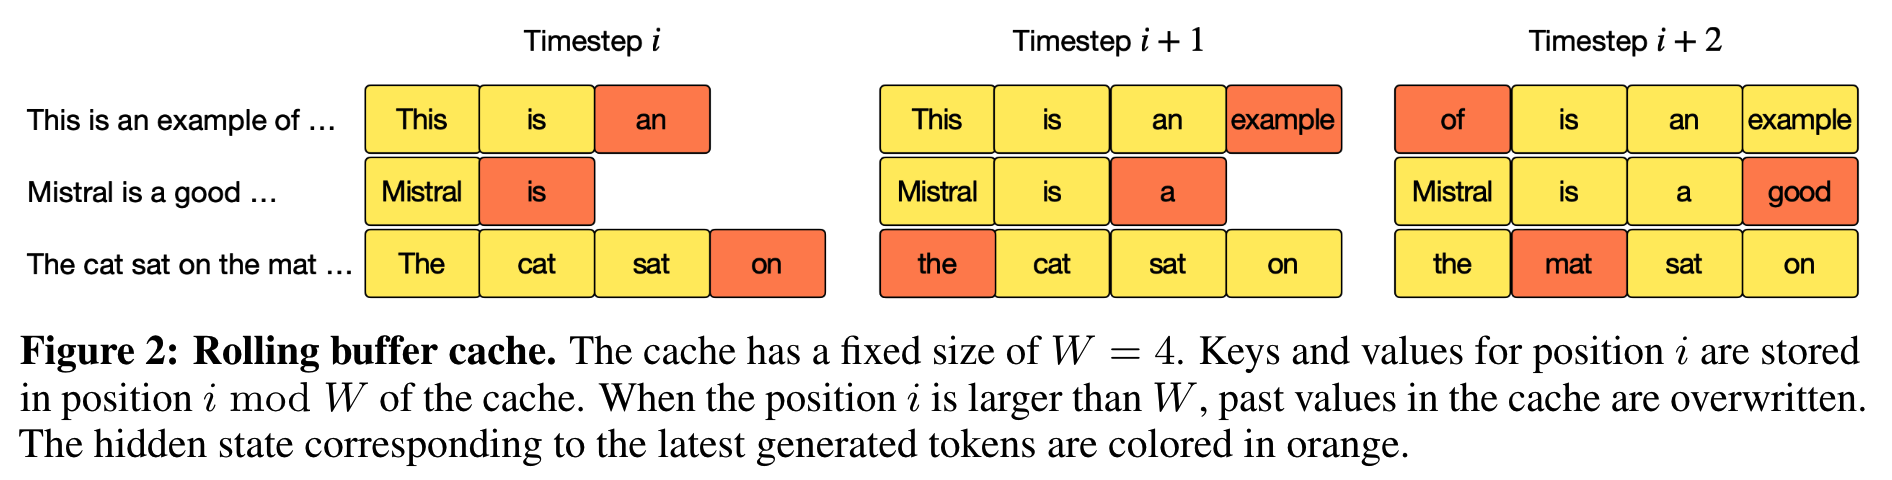 Timestep i Timestep i + 1 Timestep i + 2
This is an example of ... This is an This is an example of is an example
Mistral is a good ... Mistral is Mistral is a Mistral is a good
The cat sat on the mat ... The cat sat on the cat sat on the mat sat on
Figure 2: Rolling buffer cache. The cache has a fixed size of W = 4. Keys and values for position i are stored
in position i mod W of the cache. When the position i is larger than W, past values in the cache are overwritten.
The hidden state corresponding to the latest generated tokens are colored in orange.